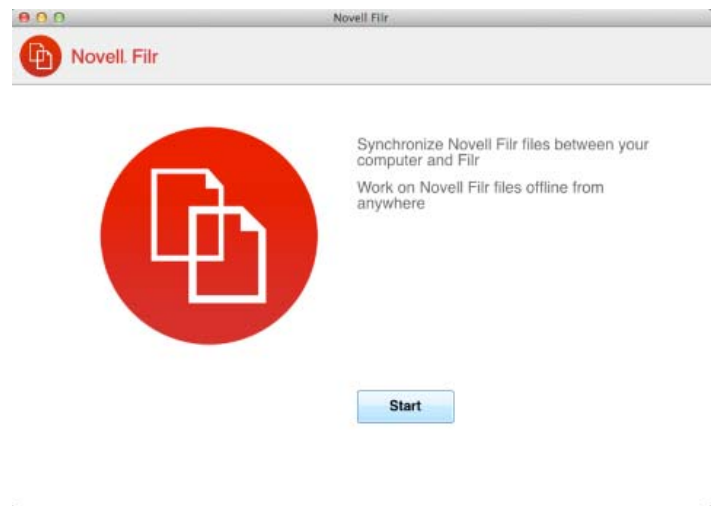 Novell Filr
Novell. Filr
Synchronize Novell Filr files between your
computer and Filr
Work on Novell Filr files offline from
anywhere
Start